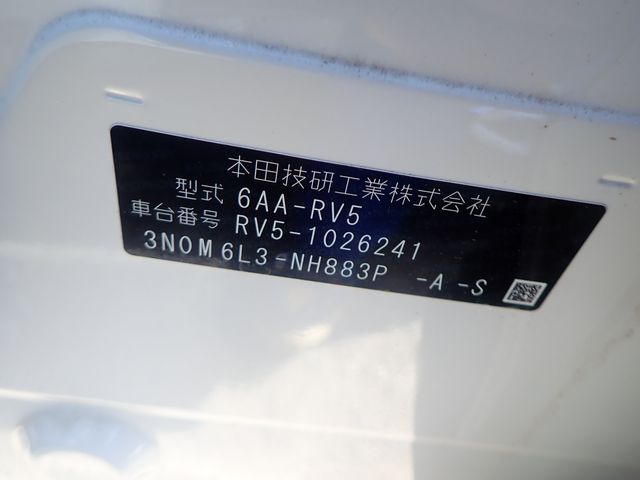 本田技研工業株式会社
型式 6AA-RV5
車台番号 RV5-1026241
3N0M6L3-NH883P -A -S